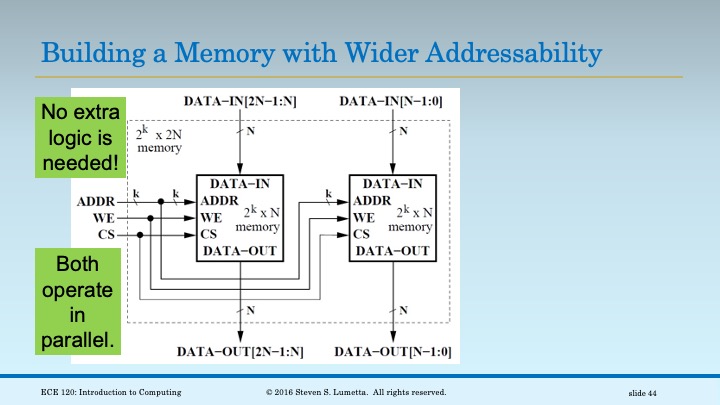 Building a Memory with Wider Addressability
No extra
logic is
needed!
DATA−IN[2N−1:N]
DATA−IN[N−1:0]
N
N
2k x 2N
memory
DATA−IN
DATA−IN
ADDR
k
k
ADDR
k
ADDR
WE
WE
2k x N
memory
WE
2k x N
memory
CS
CS
CS
DATA−OUT
DATA−OUT
Both
operate
in
parallel.
N
N
DATA−OUT[2N−1:N]
DATA−OUT[N−1:0]
ECE 120: Introduction to Computing
© 2016 Steven S. Lumetta. All rights reserved.
slide 44